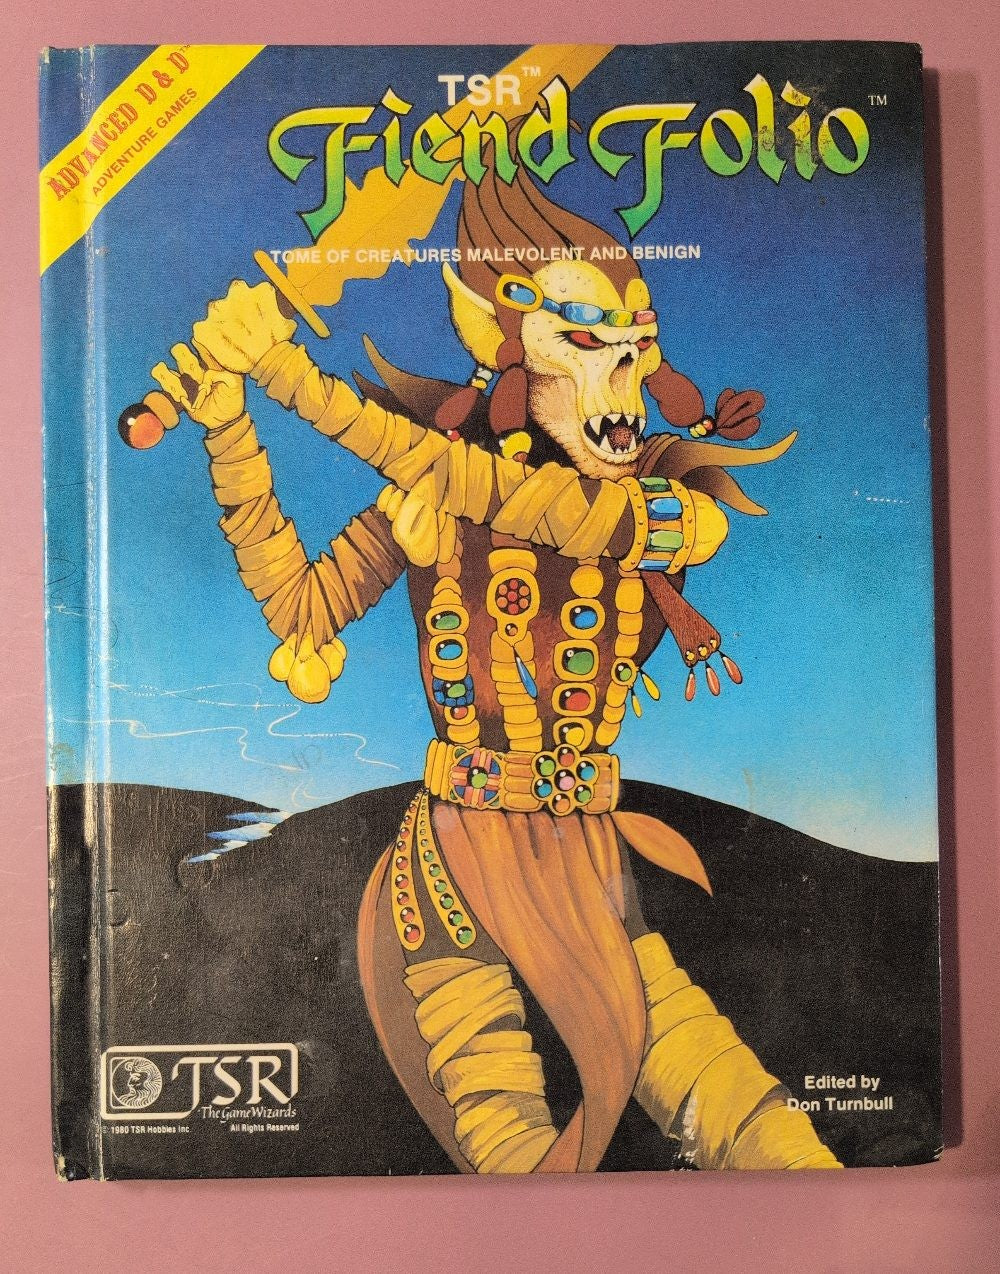 ADVANCED D & D™
ADVENTURE GAMES
TSR™
Fiend Folio™
TOME OF CREATURES MALEVOLENT AND BENIGN
TSR
The Game Wizards
© 1980 TSR Hobbies Inc.
All Rights Reserved
Edited by
Don Turnbull